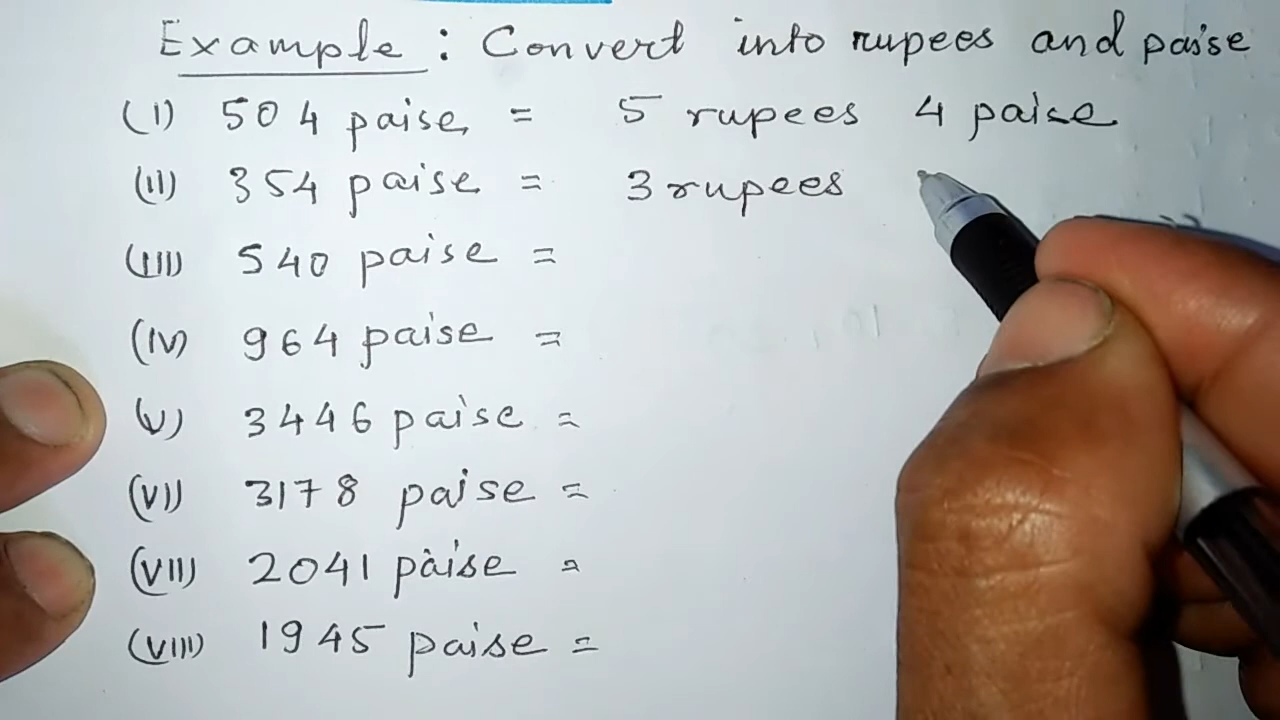 Example : Convert into rupees and paise
(I) 504 paise = 5 rupees 4 paise
(II) 354 paise = 3 rupees
(III) 540 paise =
(IV) 964 paise =
(V) 3446 paise =
(VI) 3178 paise =
(VII) 2041 paise =
(VIII) 1945 paise =